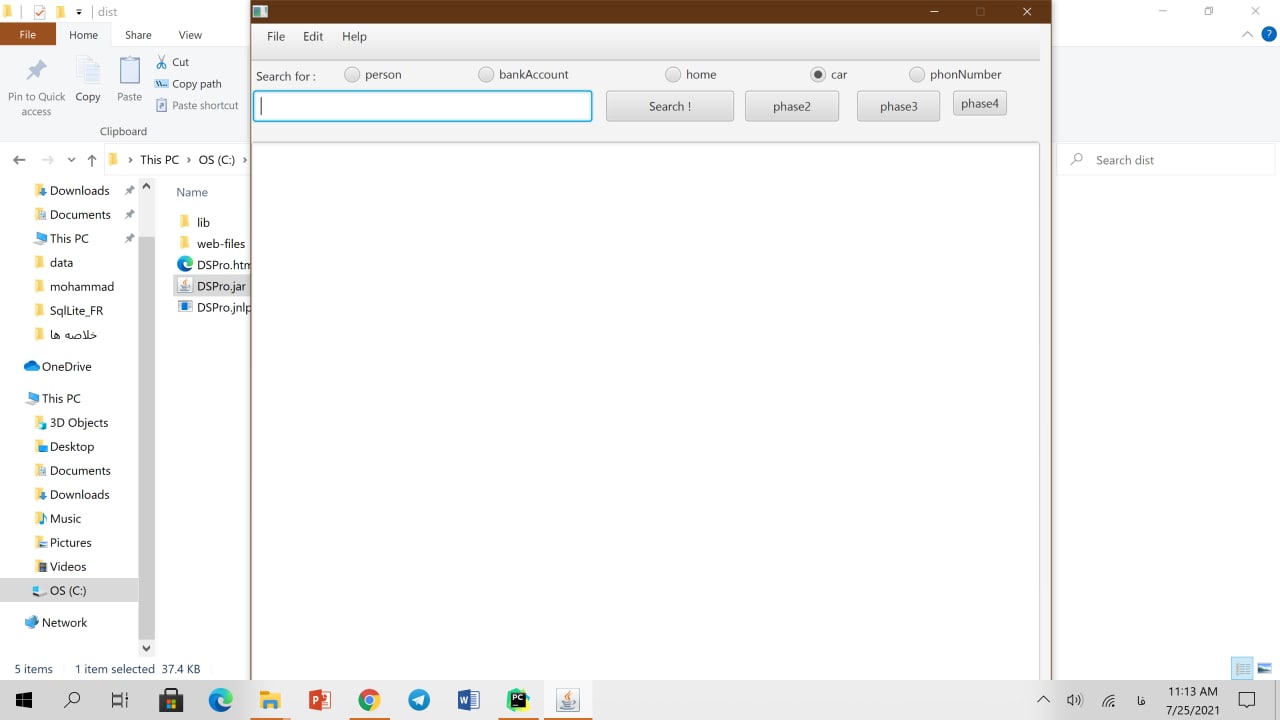 dist
File Home Share View
Pin to Quick access
Copy
Paste
Cut
Copy path
Paste shortcut
Clipboard
This PC > OS (C:) >
Search dist
Downloads
Documents
This PC
data
mohammad
SqlLite_FR
خلاصه ها
OneDrive
This PC
3D Objects
Desktop
Documents
Downloads
Music
Pictures
Videos
OS (C:)
Network
Name
lib
web-files
DSPro.htm
DSPro.jar
DSPro.jnlp
5 items 1 item selected 37.4 KB
File Edit Help
Search for : person bankAccount home car phonNumber
Search ! phase2 phase3 phase4
فا
11:13 AM
7/25/2021